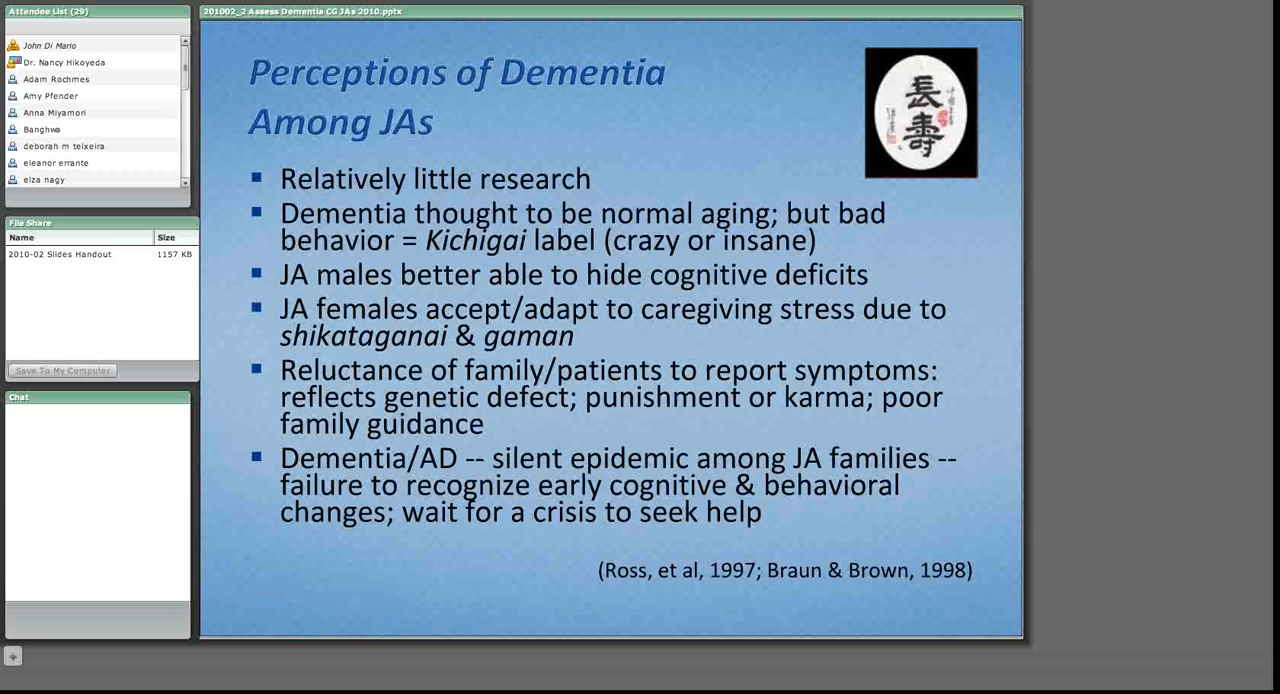 Attendee List (29)
John Di Mario
Dr. Nancy Hikoyeda
Adam Rochmes
Amy Pfender
Anna Miyamori
Banghwa
deborah m teixeira
eleanor errante
elza nagy
File Share
Name Size
2010-02 Slides Handout 1157 KB
Save To My Computer
Chat
201002_2 Assess Dementia CG JAs 2010.pptx
Perceptions of Dementia
Among JAs
長
壽
Relatively little research
Dementia thought to be normal aging; but bad
behavior = Kichigai label (crazy or insane)
JA males better able to hide cognitive deficits
JA females accept/adapt to caregiving stress due to
shikataganai & gaman
Reluctance of family/patients to report symptoms:
reflects genetic defect; punishment or karma; poor
family guidance
Dementia/AD -- silent epidemic among JA families --
failure to recognize early cognitive & behavioral
changes; wait for a crisis to seek help
(Ross, et al, 1997; Braun & Brown, 1998)